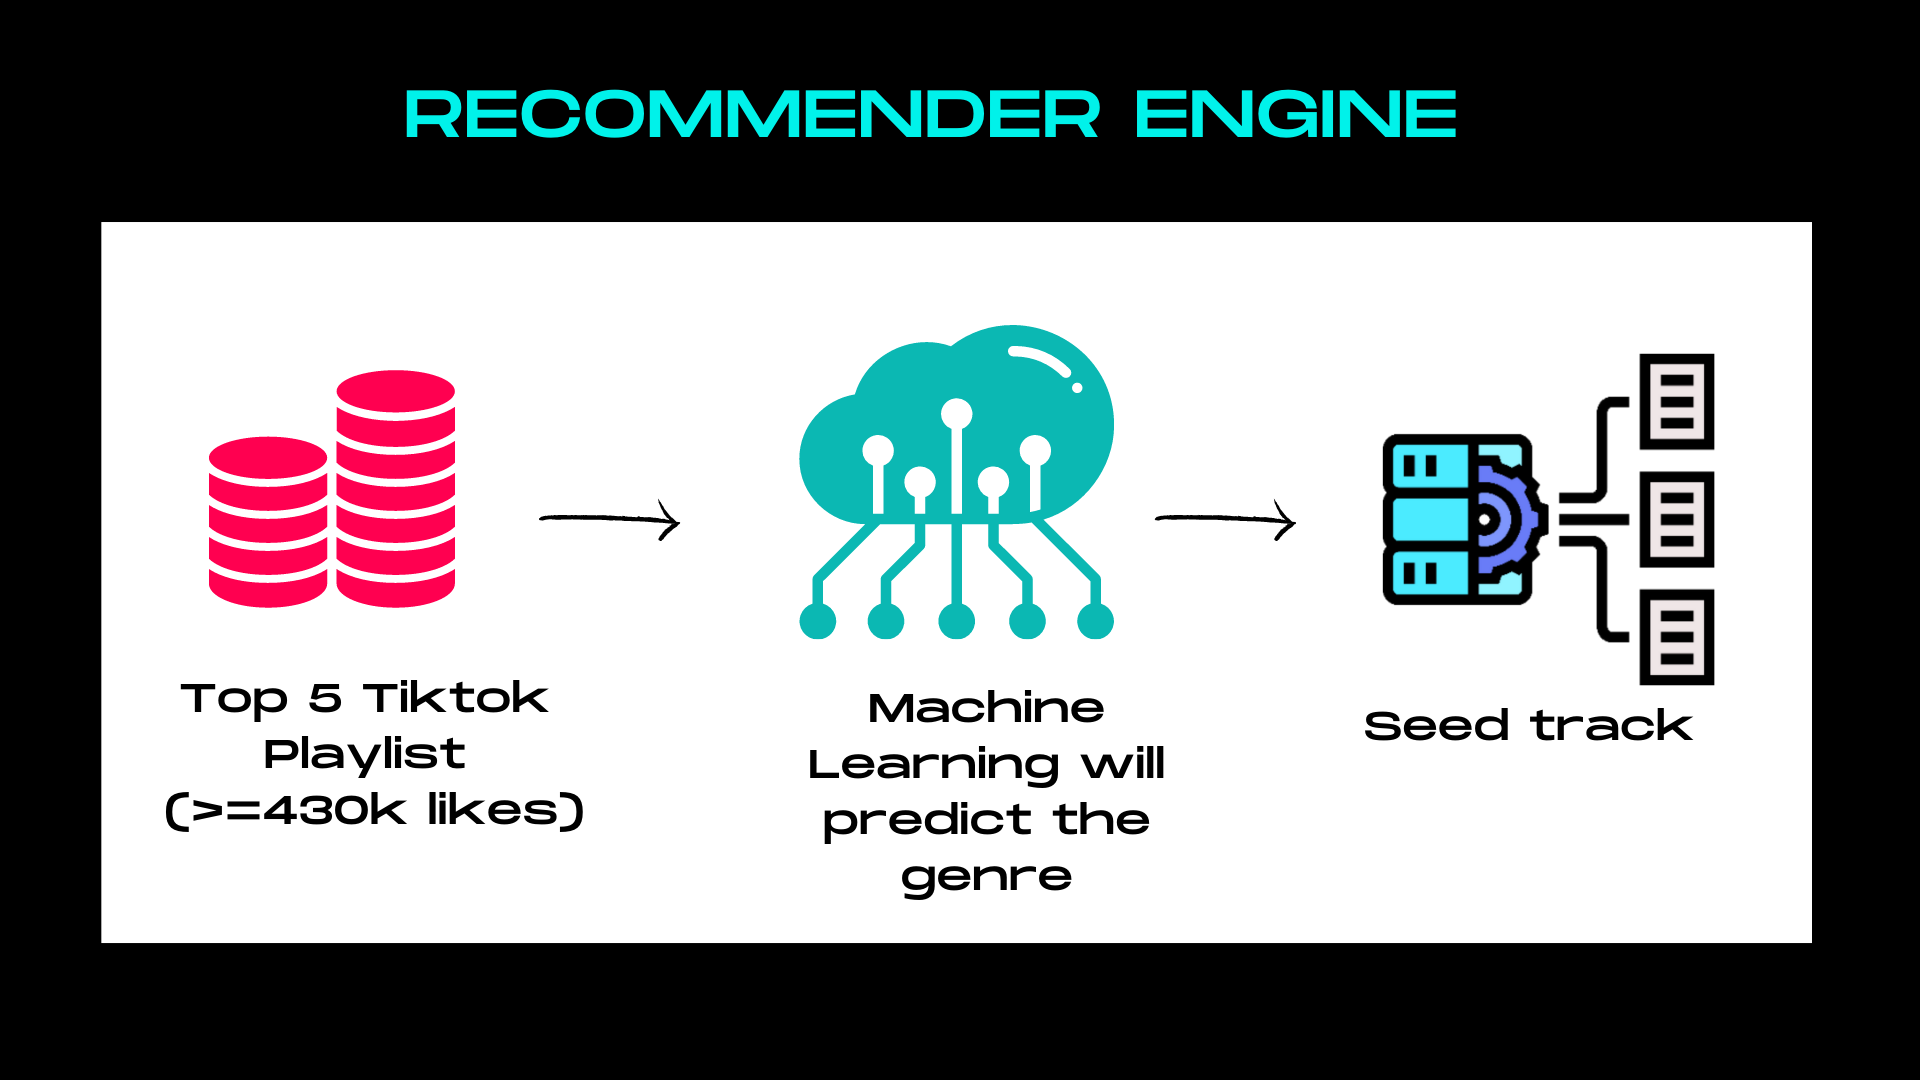 RECOMMENDER ENGINE
Top 5 Tiktok
Playlist
(>=430k likes)
Machine
Learning will
predict the
genre
Seed track